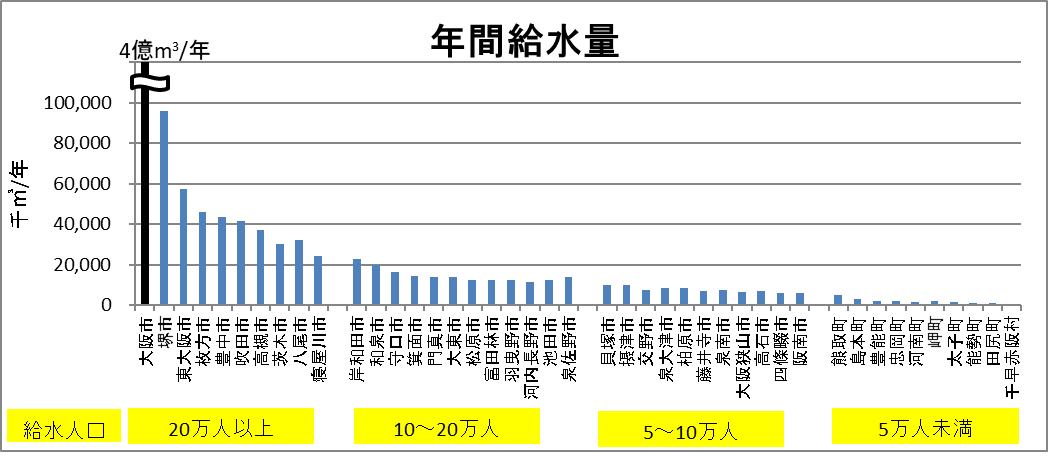 年間給水量
4億m³/年
千㎥/年
100,000
80,000
60,000
40,000
20,000
0
大阪市
堺市
東大阪市
枚方市
豊中市
吹田市
高槻市
茨木市
八尾市
寝屋川市
岸和田市
和泉市
守口市
箕面市
門真市
大東市
松原市
富田林市
羽曳野市
河内長野市
池田市
泉佐野市
貝塚市
摂津市
交野市
泉大津市
柏原市
藤井寺市
泉南市
大阪狭山市
高石市
四條畷市
阪南市
熊取町
島本町
豊能町
忠岡町
河南町
岬町
太子町
能勢町
田尻町
千早赤阪村
給水人口
20万人以上
10～20万人
5～10万人
5万人未満